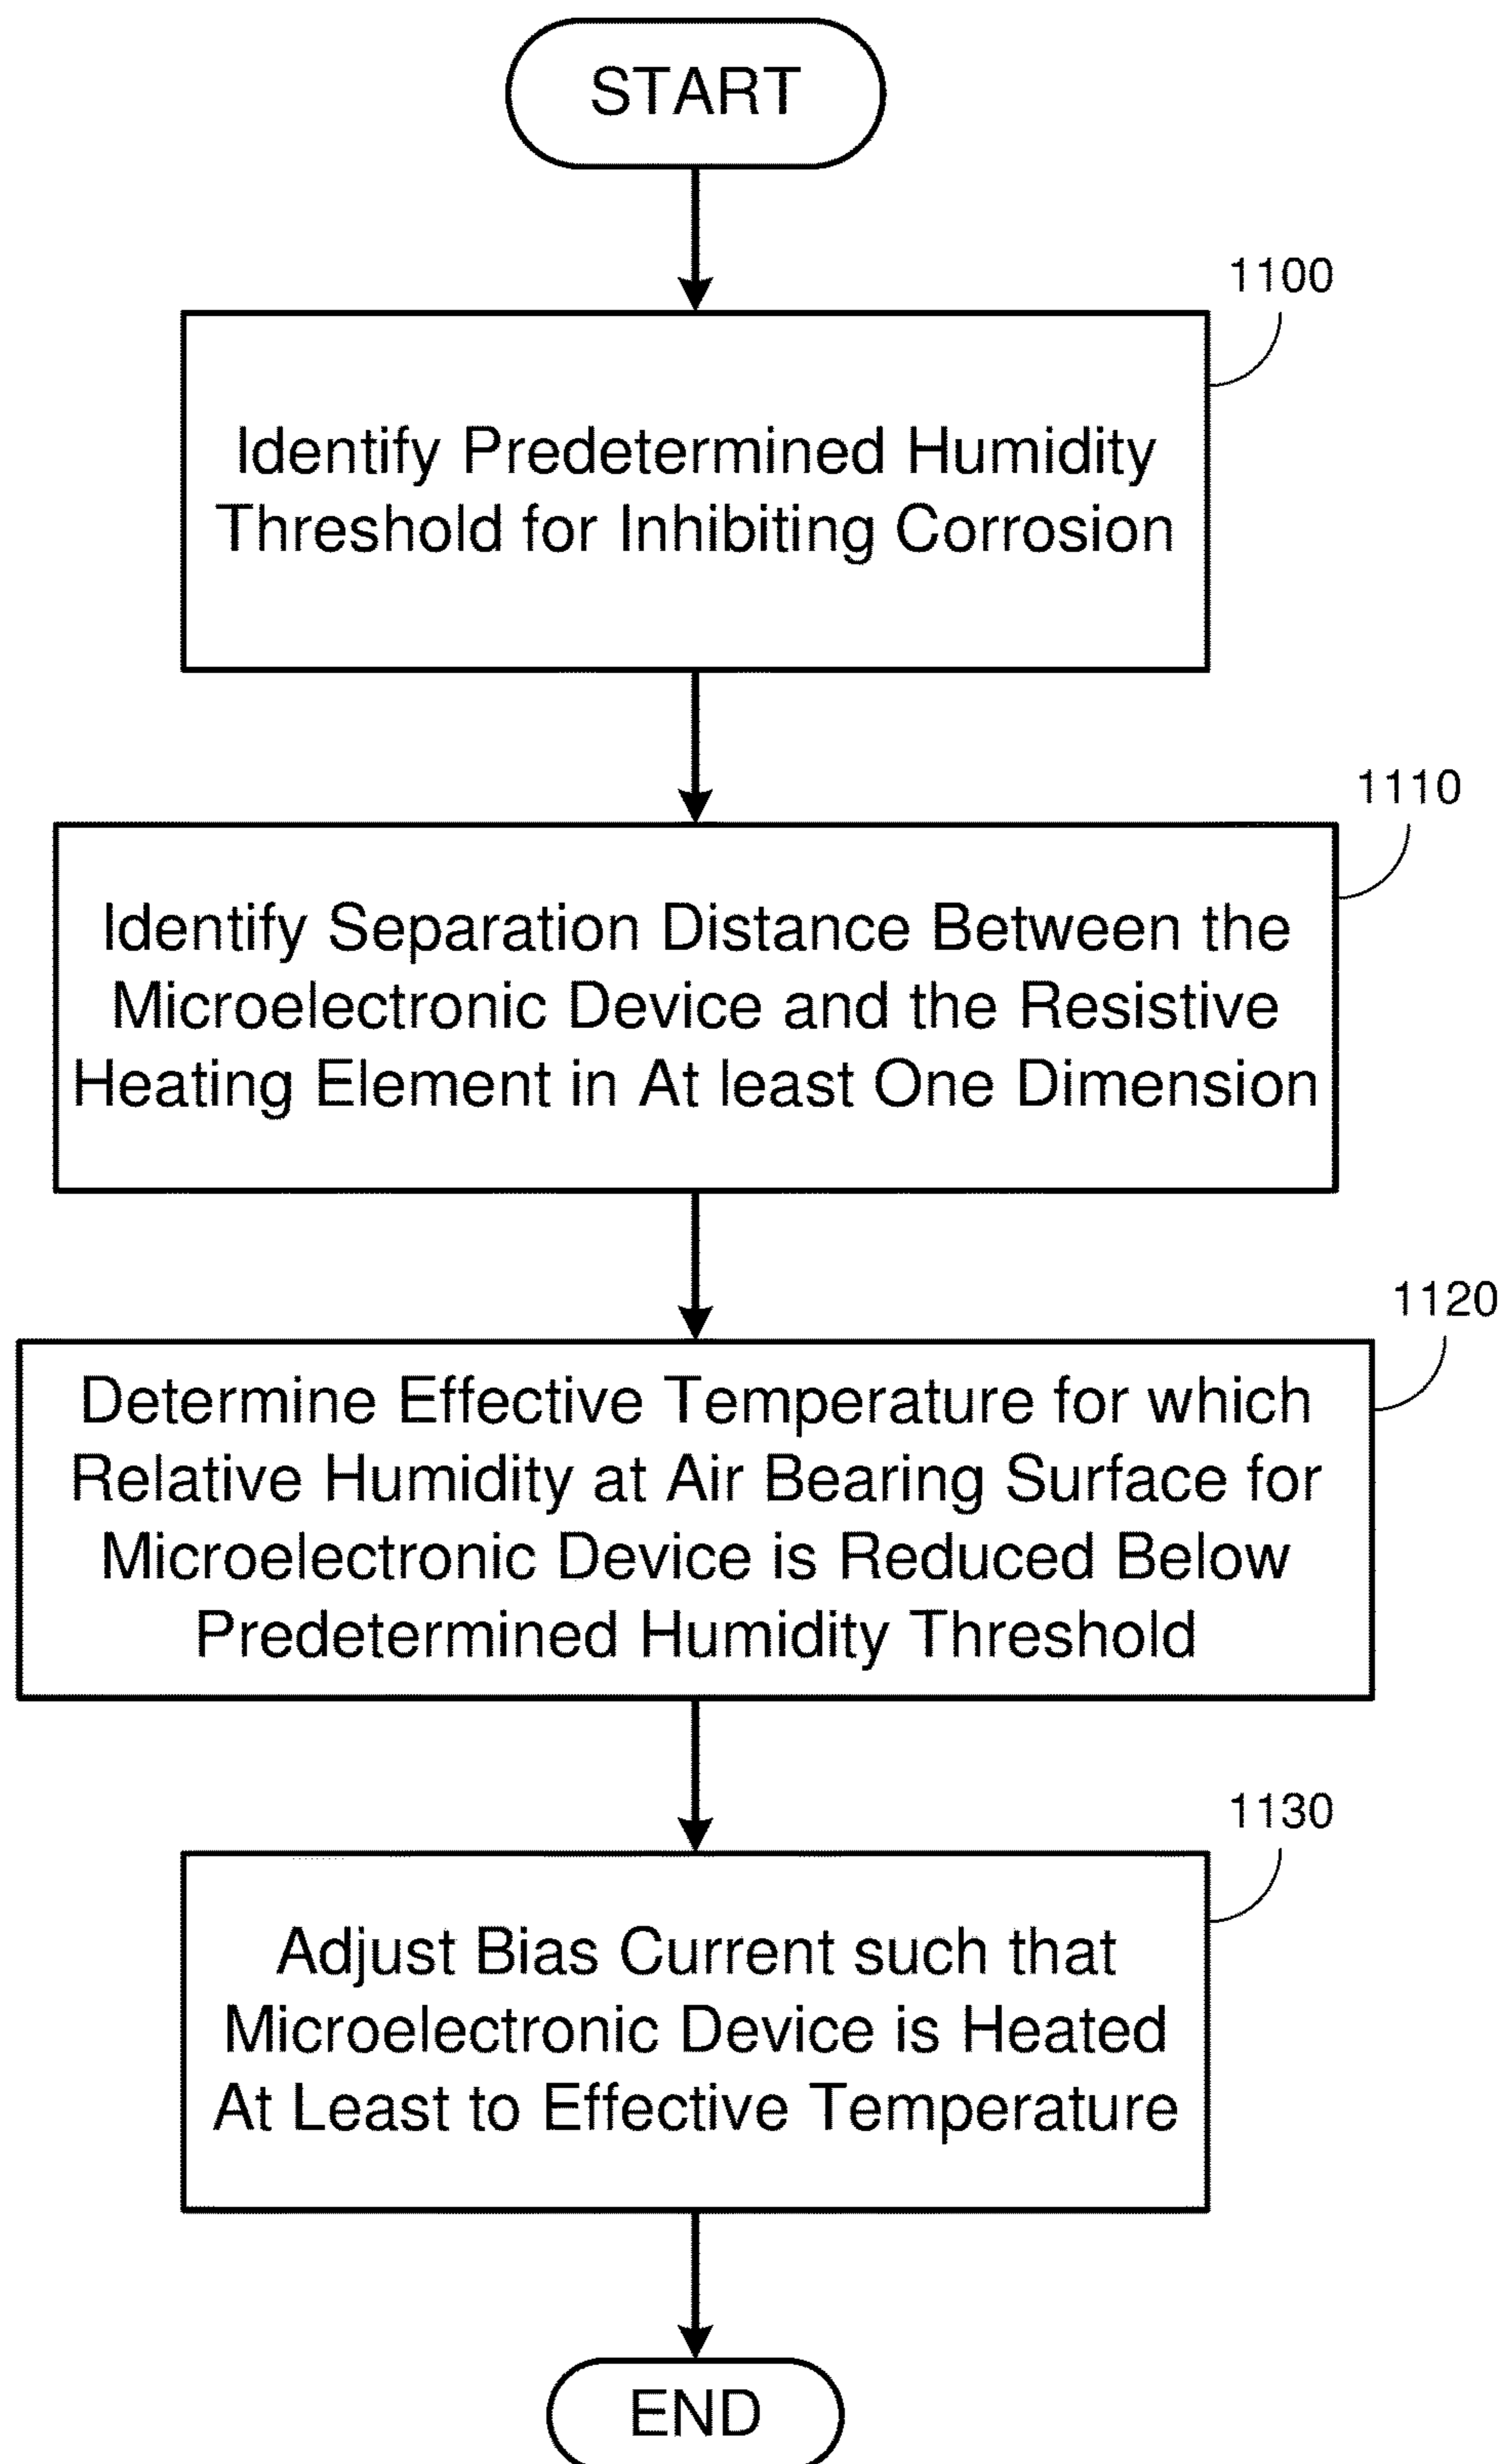 START
1100
Identify Predetermined Humidity
Threshold for Inhibiting Corrosion
1110
Identify Separation Distance Between the
Microelectronic Device and the Resistive
Heating Element in At least One Dimension
1120
Determine Effective Temperature for which
Relative Humidity at Air Bearing Surface for
Microelectronic Device is Reduced Below
Predetermined Humidity Threshold
1130
Adjust Bias Current such that
Microelectronic Device is Heated
At Least to Effective Temperature
END